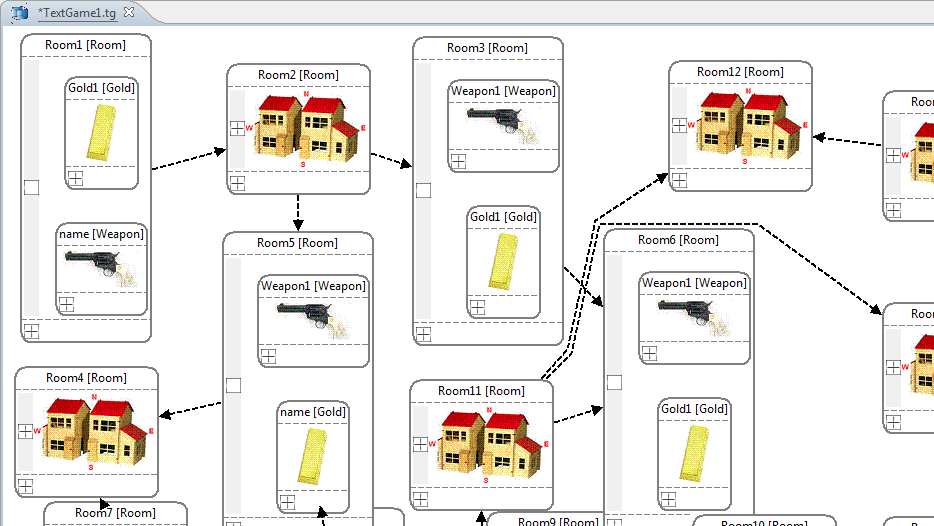 *TextGame1.tg
Room1 [Room]
Gold1 [Gold]
name [Weapon]
Room2 [Room]
N
W
E
S
Room3 [Room]
Weapon1 [Weapon]
Gold1 [Gold]
Room12 [Room]
N
W
E
S
Roo
W
Room5 [Room]
Weapon1 [Weapon]
name [Gold]
Room6 [Room]
Weapon1 [Weapon]
Gold1 [Gold]
Roo
W
Room4 [Room]
N
W
E
S
Room11 [Room]
N
W
E
S
Room7 [Room]
Room9 [Room]
Room10 [Room]